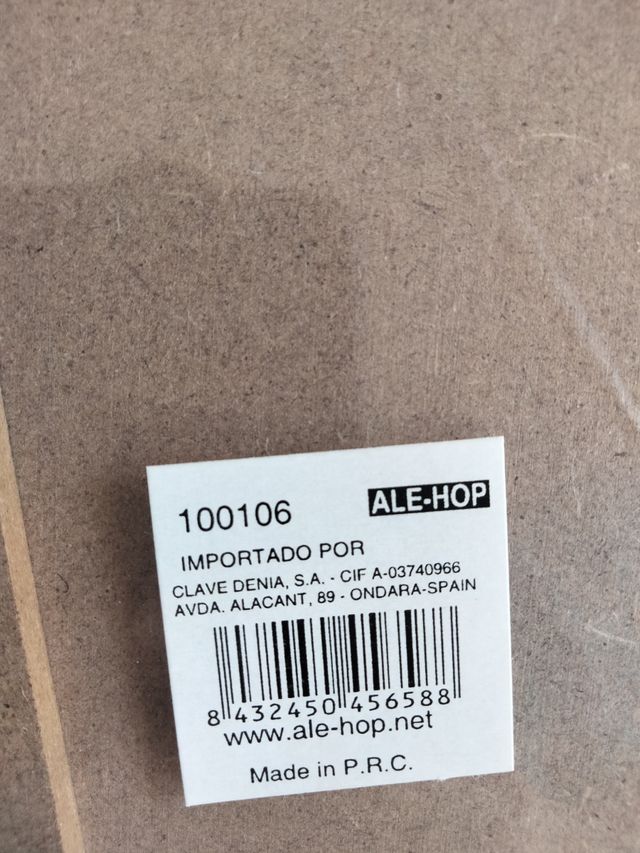 100106 ALE-HOP
IMPORTADO POR
CLAVE DENIA, S.A. - CIF A-03740966
AVDA. ALACANT, 89 - ONDARA-SPAIN
8 432450 456588
www.ale-hop.net
Made in P.R.C.